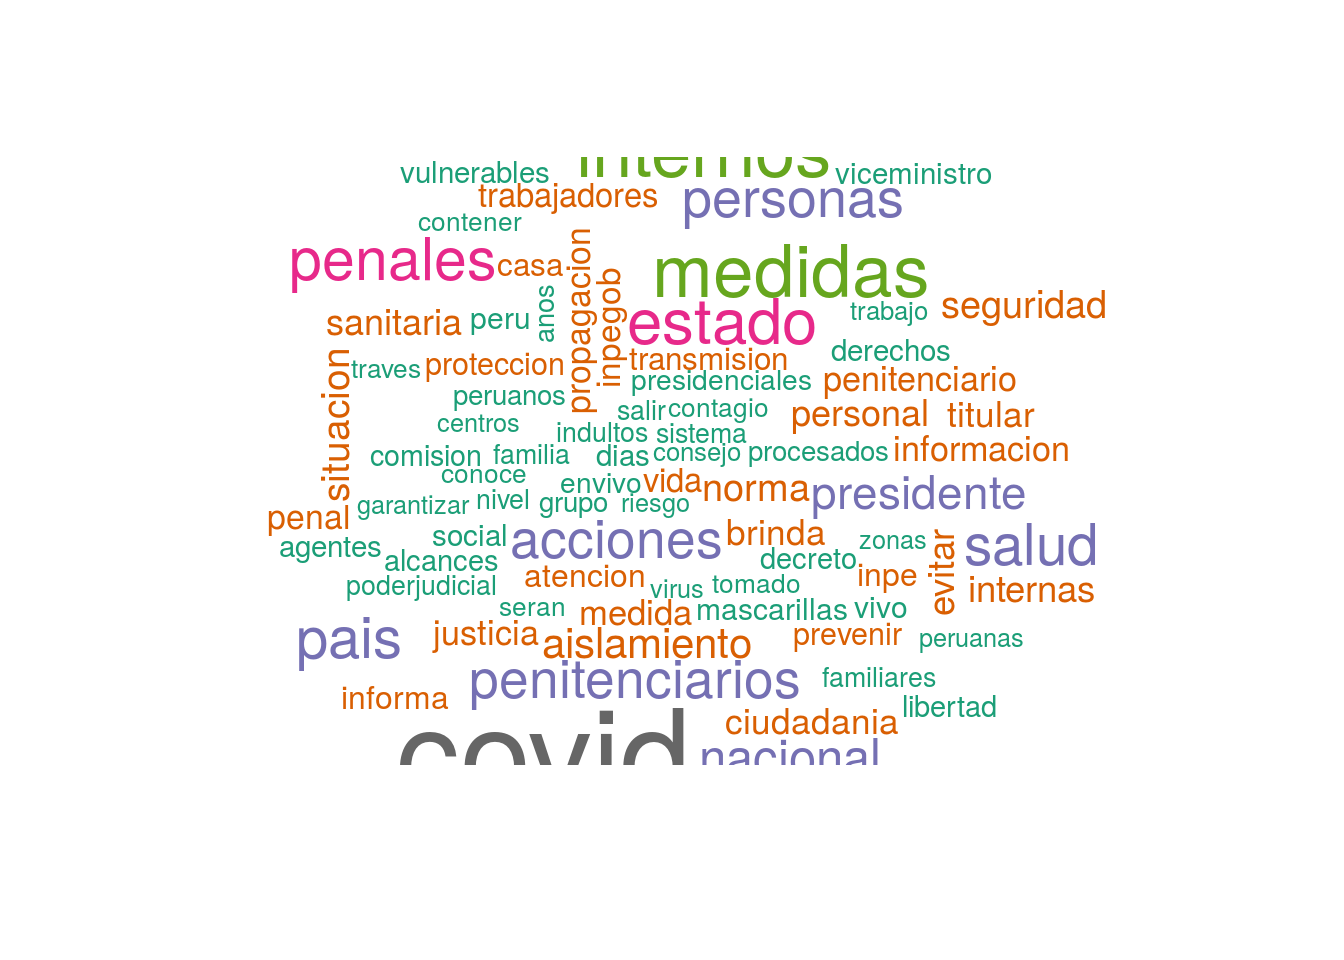 internos
vulnerables
viceministro
trabajadores
personas
contener
penales
casa
propagacion
inpegob
medidas
anos
estado
trabajo
seguridad
sanitaria
peru
situacion
traves
proteccion
transmision
derechos
presidenciales
penitenciario
peruanos
salir
contagio
personal
titular
centros
indultos
sistema
comision
familia
dias
consejo
procesados
informacion
conoce
envivo
vida
norma
presidente
garantizar
nivel
grupo
riesgo
penal
agentes
social
acciones
brinda
zonas
evitar
salud
alcances
decreto
poderjudicial
atencion
virus
tomado
inpe
internas
seran
medida
mascarillas
vivo
pais
justicia
aislamiento
prevenir
peruanas
penitenciarios
familiares
informa
libertad
ciudadania
covid
nacional